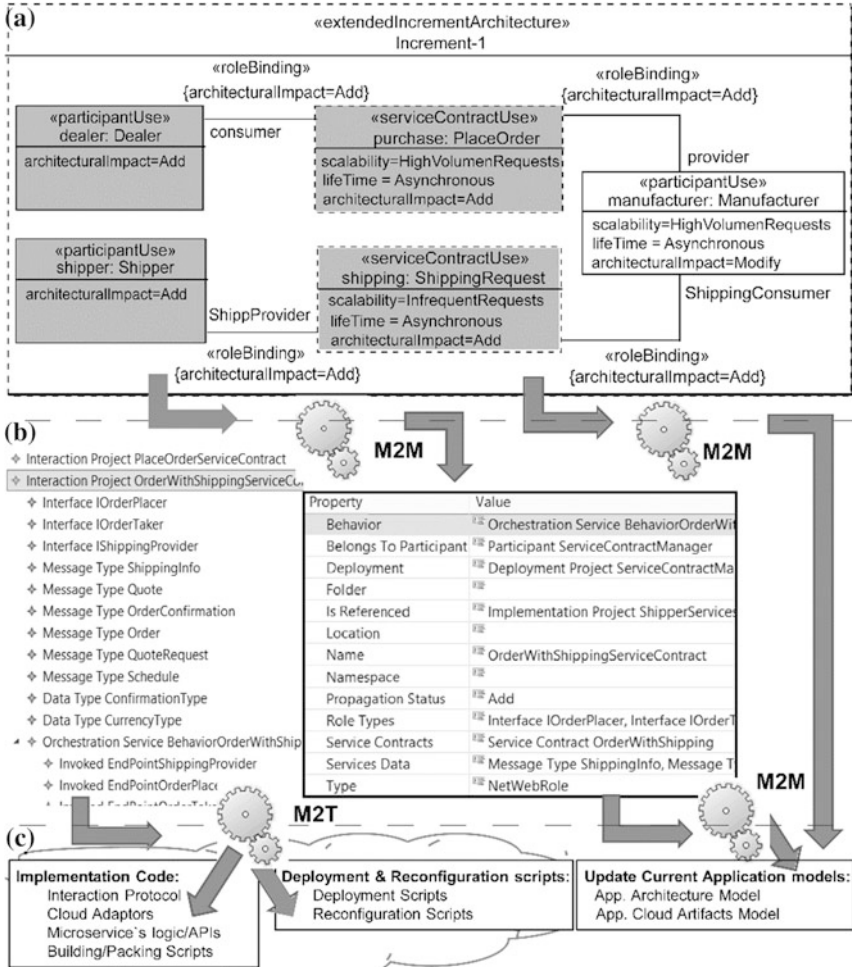 (a)
«extendedIncrementArchitecture»
Increment-1
«roleBinding»
{architecturalImpact=Add}
«roleBinding»
{architecturalImpact=Add}
«participantUse»
dealer: Dealer
architecturalImpact=Add
consumer
«serviceContractUse»
purchase: PlaceOrder
scalability=HighVolumenRequests
lifeTime = Asynchronous
architecturalImpact=Add
provider
«participantUse»
manufacturer: Manufacturer
scalability=HighVolumenRequests
lifeTime = Asynchronous
architecturalImpact=Modify
«participantUse»
shipper: Shipper
architecturalImpact=Add
ShippProvider
«serviceContractUse»
shipping: ShippingRequest
scalability=InfrequentRequests
lifeTime = Asynchronous
architecturalImpact=Add
ShippingConsumer
«roleBinding»
{architecturalImpact=Add}
«roleBinding»
{architecturalImpact=Add}
(b)
M2M
M2M
Interaction Project PlaceOrderServiceContract
Interaction Project OrderWithShippingServiceCo
Interface IOrderPlacer
Interface IOrderTaker
Interface IShippingProvider
Message Type ShippingInfo
Message Type Quote
Message Type OrderConfirmation
Message Type Order
Message Type QuoteRequest
Message Type Schedule
Data Type ConfirmationType
Data Type CurrencyType
Orchestration Service BehaviorOrderWithShip
Invoked EndPointShippingProvider
Invoked EndPointOrderPlace
Invoked EndPointOrderTake
Property Value
Behavior Orchestration Service BehaviorOrderWit
Belongs To Participant Participant ServiceContractManager
Deployment Deployment Project ServiceContractMa
Folder
Is Referenced Implementation Project ShipperServices
Location
Name OrderWithShippingServiceContract
Namespace
Propagation Status Add
Role Types Interface IOrderPlacer, Interface IOrderT
Service Contracts Service Contract OrderWithShipping
Services Data Message Type ShippingInfo, Message T
Type NetWebRole
M2M
M2T
(c)
Implementation Code:
Interaction Protocol
Cloud Adaptors
Microservice`s logic/APIs
Building/Packing Scripts
Deployment & Reconfiguration scripts:
Deployment Scripts
Reconfiguration Scripts
Update Current Application models:
App. Architecture Model
App. Cloud Artifacts Model